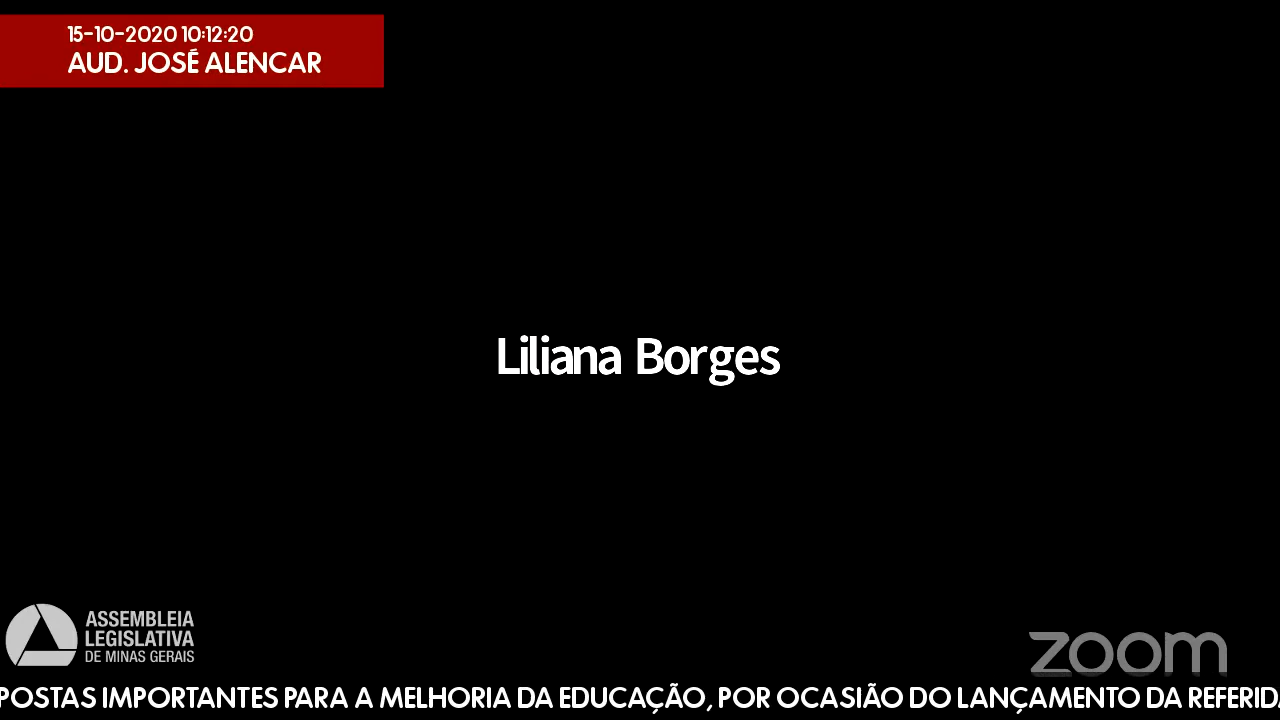 15-10-2020 10:12:20
AUD. JOSÉ ALENCAR
Liliana Borges
ASSEMBLEIA
LEGISLATIVA
DE MINAS GERAIS
zoom
POSTAS IMPORTANTES PARA A MELHORIA DA EDUCAÇÃO, POR OCASIÃO DO LANÇAMENTO DA REFERID